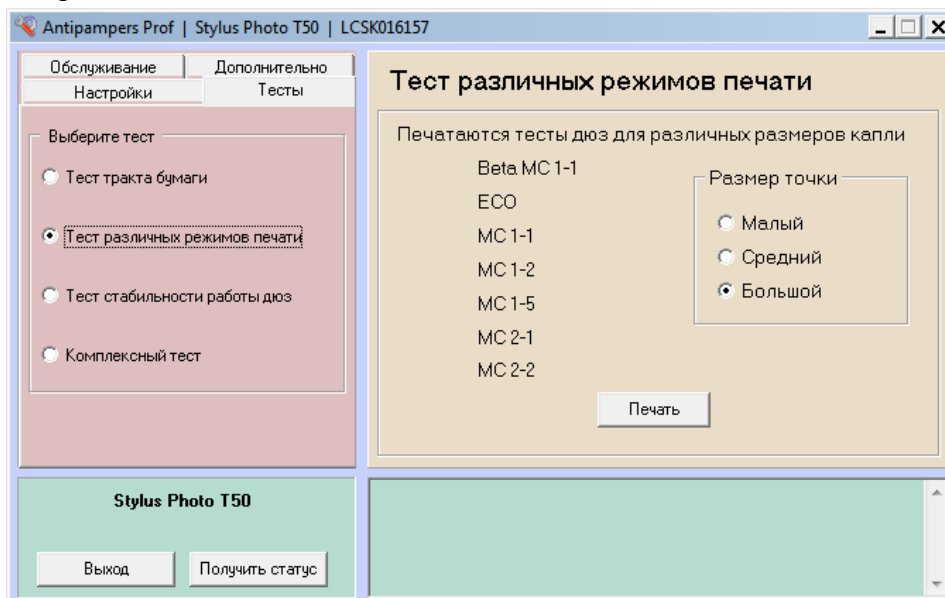 Antipampers Prof | Stylus Photo T50 | LCSK016157
Обслуживание Дополнительно
Настройки Тесты
Выберите тест
Тест тракта бумаги
Тест различных режимов печати
Тест стабильности работы дюз
Комплексный тест
Тест различных режимов печати
Печатаются тесты дюз для различных размеров капли
Beta MC 1-1
ECO
MC 1-1
MC 1-2
MC 1-5
MC 2-1
MC 2-2
Размер точки
Малый
Средний
Большой
Печать
Stylus Photo T50
Выход Получить статус